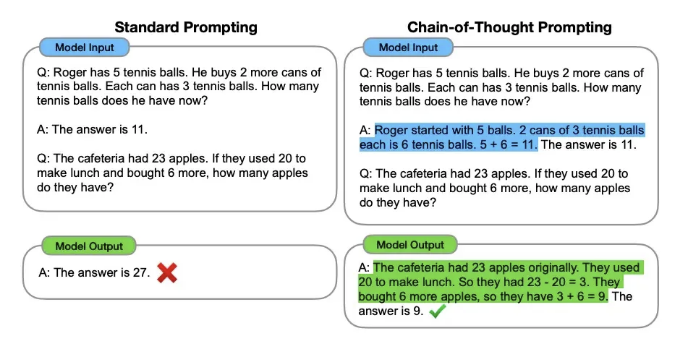 Standard Prompting
Model Input
Q: Roger has 5 tennis balls. He buys 2 more cans of
tennis balls. Each can has 3 tennis balls. How many
tennis balls does he have now?
A: The answer is 11.
Q: The cafeteria had 23 apples. If they used 20 to
make lunch and bought 6 more, how many apples
do they have?
Model Output
A: The answer is 27.
Chain-of-Thought Prompting
Model Input
Q: Roger has 5 tennis balls. He buys 2 more cans of
tennis balls. Each can has 3 tennis balls. How many
tennis balls does he have now?
A: Roger started with 5 balls. 2 cans of 3 tennis balls
each is 6 tennis balls. 5 + 6 = 11. The answer is 11.
Q: The cafeteria had 23 apples. If they used 20 to
make lunch and bought 6 more, how many apples
do they have?
Model Output
A: The cafeteria had 23 apples originally. They used
20 to make lunch. So they had 23 - 20 = 3. They
bought 6 more apples, so they have 3 + 6 = 9. The
answer is 9.